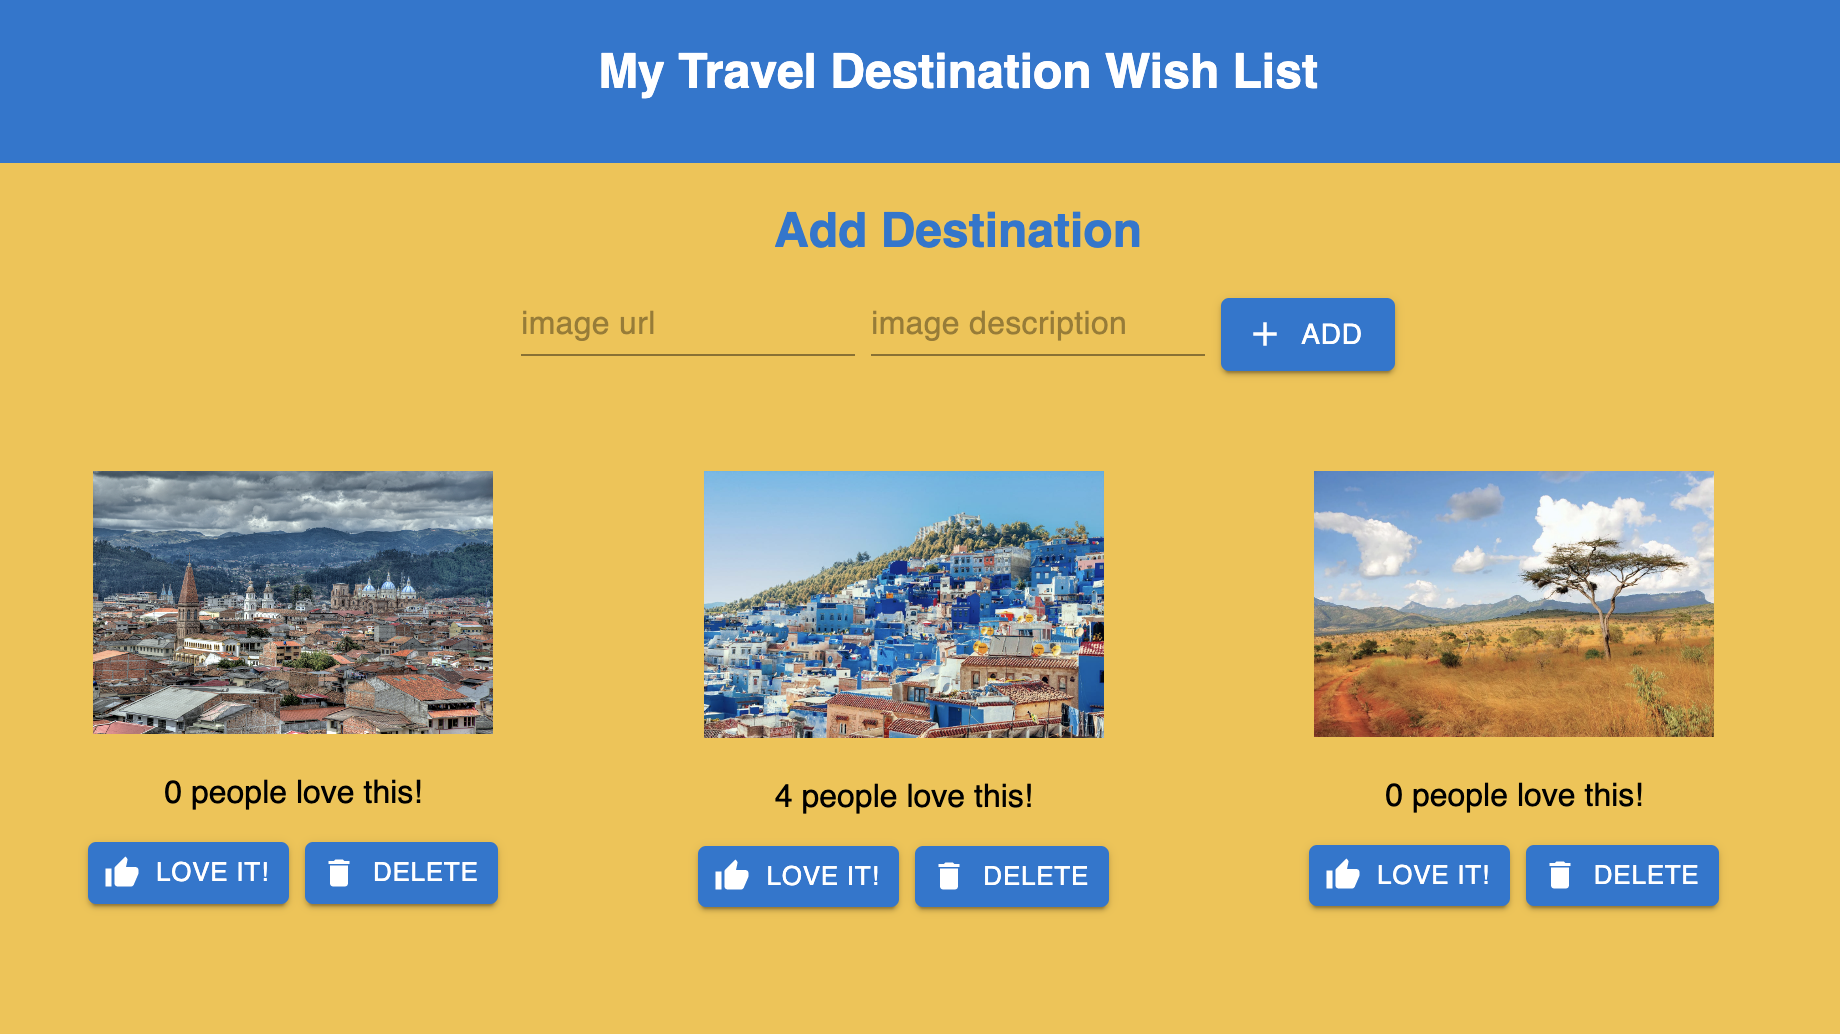 My Travel Destination Wish List
Add Destination
image url
image description
ADD
0 people love this!
4 people love this!
0 people love this!
LOVE IT!
DELETE
LOVE IT!
DELETE
LOVE IT!
DELETE